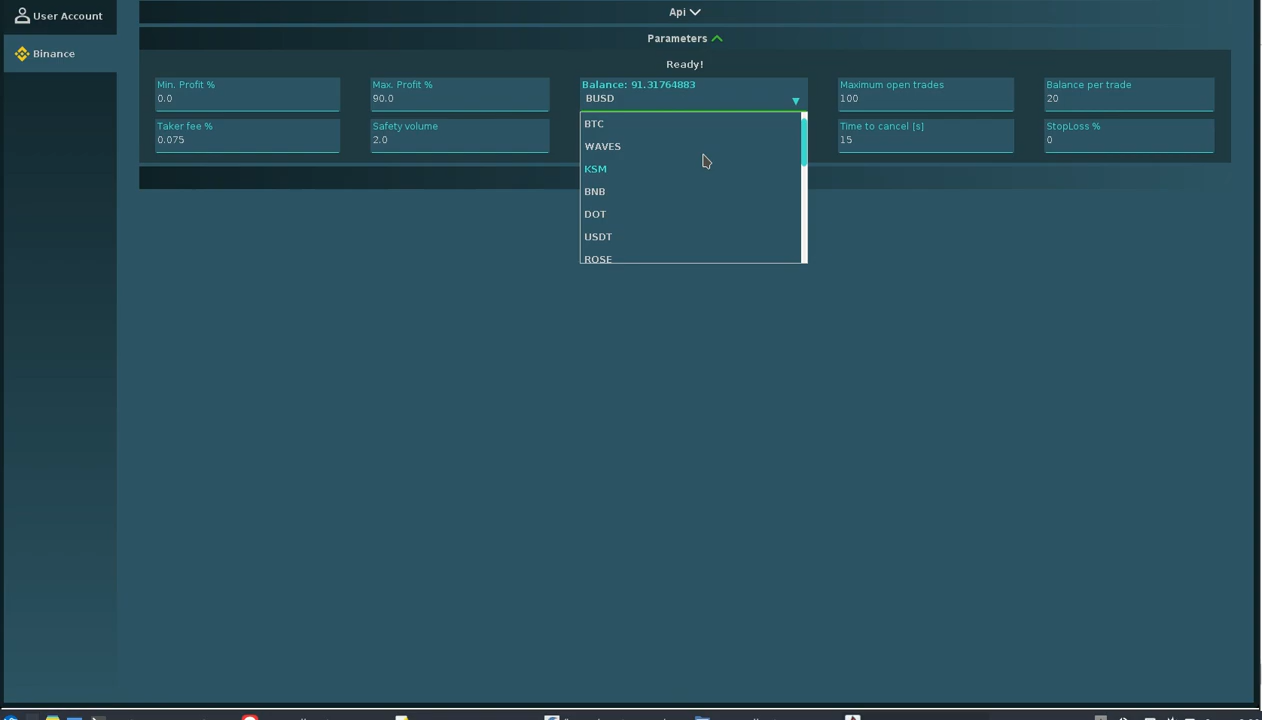 User Account
Binance
Api
Parameters
Ready!
Min. Profit %
0.0
Max. Profit %
90.0
Balance: 91.31764883
BUSD
Maximum open trades
100
Balance per trade
20
Taker fee %
0.075
Safety volume
2.0
Time to cancel [s]
15
StopLoss %
0
BTC
WAVES
KSM
BNB
DOT
USDT
ROSE